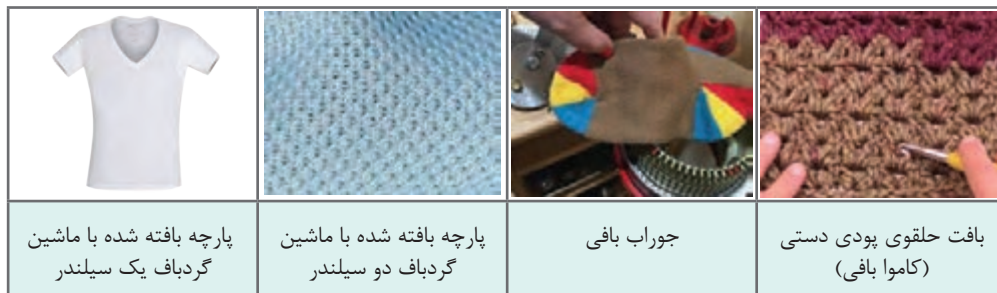 بافت حلقوی پودی دستی
(کاموا بافی)
جوراب بافی
پارچه بافته شده با ماشین
گردباف دو سیلندر
پارچه بافته شده با ماشین
گردباف یک سیلندر